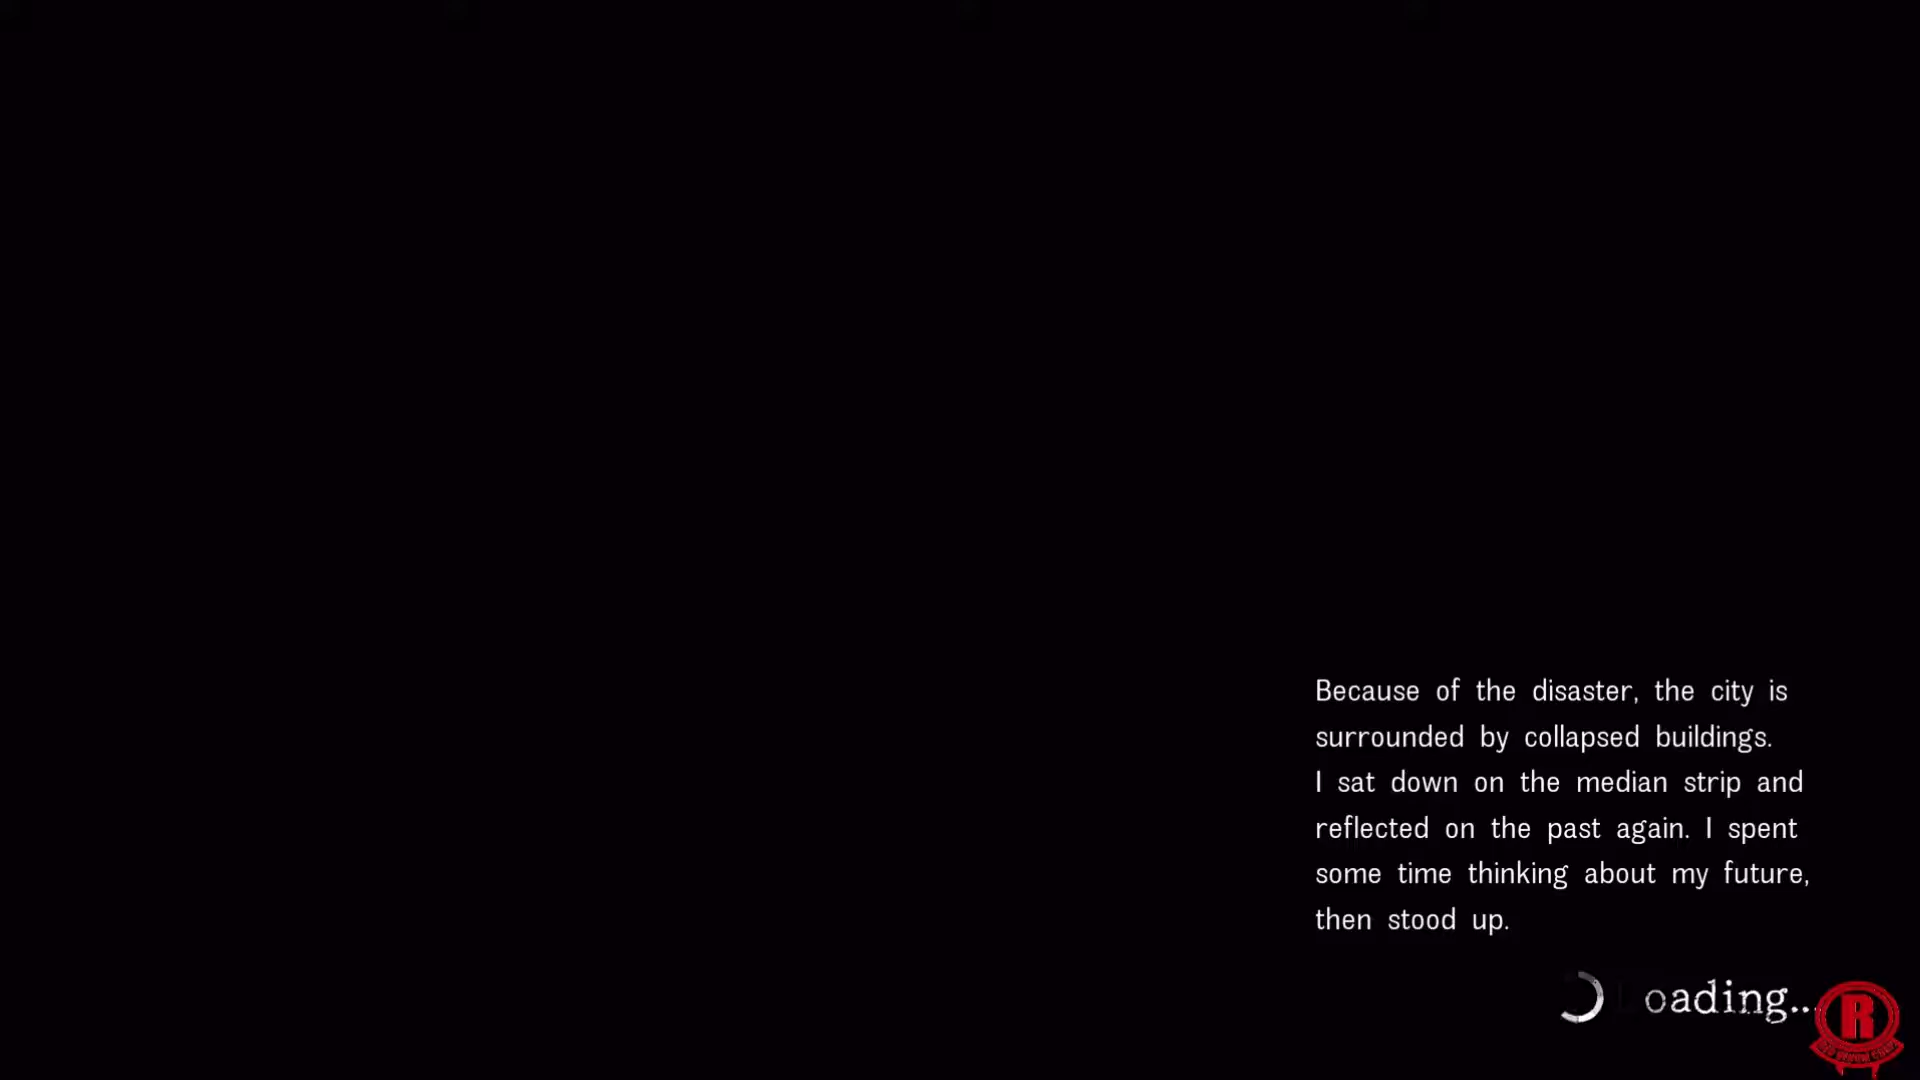 Because of the disaster, the city is
surrounded by collapsed buildings.
I sat down on the median strip and
reflected on the past again. I spent
some time thinking about my future,
then stood up.
Loading...
R